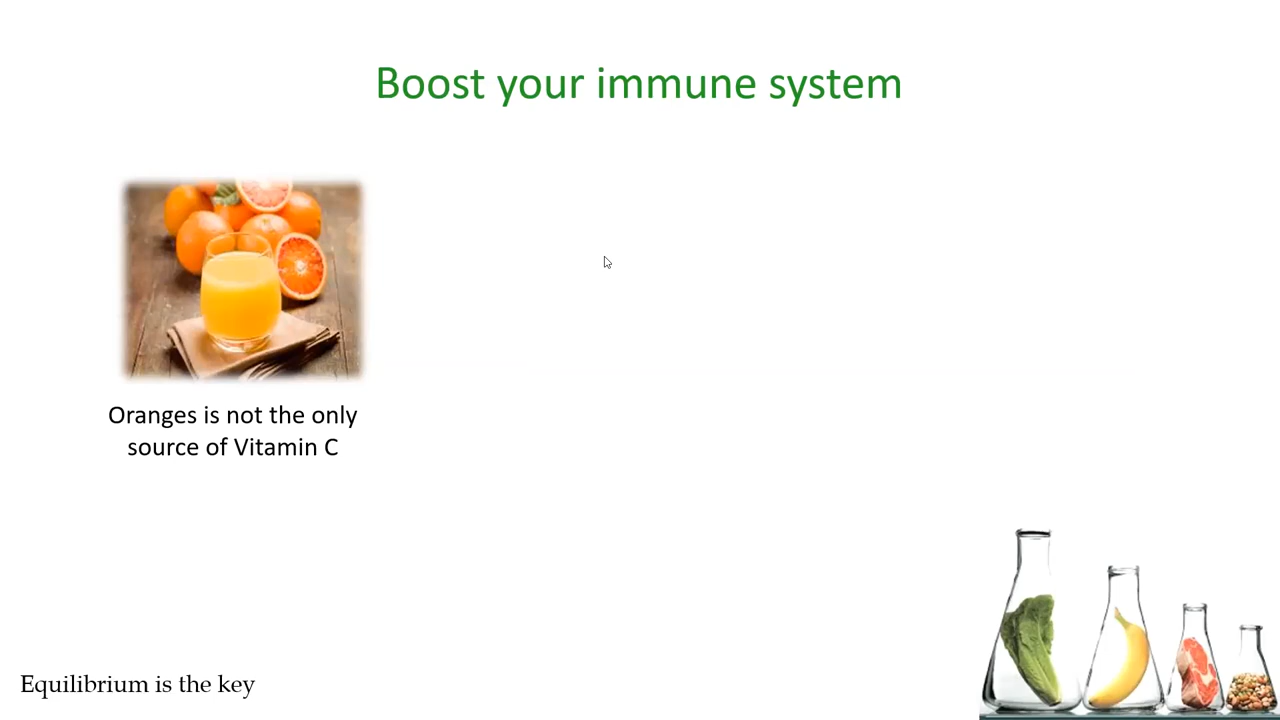 Boost your immune system
Oranges is not the only
source of Vitamin C
Equilibrium is the key